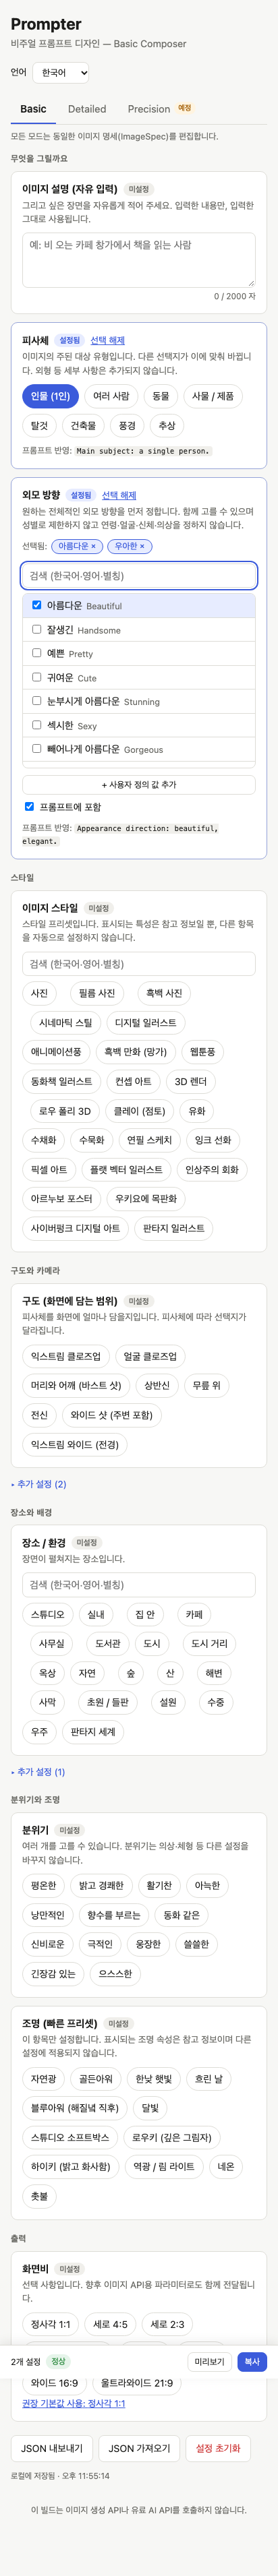 Prompter
비주얼 프롬프트 디자인 — Basic Composer
언어 한국어
Basic Detailed Precision 예정
모든 모드는 동일한 이미지 명세(ImageSpec)를 편집합니다.
무엇을 그릴까요
이미지 설명 (자유 입력) 미설정
그리고 싶은 장면을 자유롭게 적어 주세요. 입력한 내용만, 입력한
그대로 사용됩니다.
예: 비 오는 카페 창가에서 책을 읽는 사람
0 / 2000 자
피사체 설정됨 선택 해제
이미지의 주된 대상 유형입니다. 다른 선택지가 이에 맞춰 바뀝니
다. 외형 등 세부 사항은 추가되지 않습니다.
인물 (1인) 여러 사람 동물 사물 / 제품
탈것 건축물 풍경 추상
프롬프트 반영: Main subject: a single person.
외모 방향 설정됨 선택 해제
원하는 전체적인 외모 방향을 먼저 정합니다. 함께 고를 수 있으며
성별로 제한하지 않고 연령·얼굴·신체·의상을 정하지 않습니다.
선택됨: 아름다운 × 우아한 ×
검색 (한국어·영어·별칭)
아름다운 Beautiful
잘생긴 Handsome
예쁜 Pretty
귀여운 Cute
눈부시게 아름다운 Stunning
섹시한 Sexy
빼어나게 아름다운 Gorgeous
+ 사용자 정의 값 추가
프롬프트에 포함
프롬프트 반영: Appearance direction: beautiful,
elegant.
스타일
이미지 스타일 미설정
스타일 프리셋입니다. 표시되는 특성은 참고 정보일 뿐, 다른 항목
을 자동으로 설정하지 않습니다.
검색 (한국어·영어·별칭)
사진 필름 사진 흑백 사진
시네마틱 스틸 디지털 일러스트
애니메이션풍 흑백 만화 (망가) 웹툰풍
동화책 일러스트 컨셉 아트 3D 렌더
로우 폴리 3D 클레이 (점토) 유화
수채화 수묵화 연필 스케치 잉크 선화
픽셀 아트 플랫 벡터 일러스트 인상주의 회화
아르누보 포스터 우키요에 목판화
사이버펑크 디지털 아트 판타지 일러스트
구도와 카메라
구도 (화면에 담는 범위) 미설정
피사체를 화면에 얼마나 담을지입니다. 피사체에 따라 선택지가
달라집니다.
익스트림 클로즈업 얼굴 클로즈업
머리와 어깨 (바스트 샷) 상반신 무릎 위
전신 와이드 샷 (주변 포함)
익스트림 와이드 (전경)
▸ 추가 설정 (2)
장소와 배경
장소 / 환경 미설정
장면이 펼쳐지는 장소입니다.
검색 (한국어·영어·별칭)
스튜디오 실내 집 안 카페
사무실 도서관 도시 도시 거리
옥상 자연 숲 산 해변
사막 초원 / 들판 설원 수중
우주 판타지 세계
▸ 추가 설정 (1)
분위기와 조명
분위기 미설정
여러 개를 고를 수 있습니다. 분위기는 의상·체형 등 다른 설정을
바꾸지 않습니다.
평온한 밝고 경쾌한 활기찬 아늑한
낭만적인 향수를 부르는 동화 같은
신비로운 극적인 웅장한 쓸쓸한
긴장감 있는 으스스한
조명 (빠른 프리셋) 미설정
이 항목만 설정합니다. 표시되는 조명 속성은 참고 정보이며 다른
설정에 적용되지 않습니다.
자연광 골든아워 한낮 햇빛 흐린 날
블루아워 (해질녘 직후) 달빛
스튜디오 소프트박스 로우키 (깊은 그림자)
하이키 (밝고 화사함) 역광 / 림 라이트 네온
촛불
출력
화면비 미설정
선택 사항입니다. 향후 이미지 API용 파라미터로도 함께 전달됩니
다.
정사각 1:1 세로 4:5 세로 2:3
2개 설정 정상 미리보기 복사
와이드 16:9 울트라와이드 21:9
권장 기본값 사용: 정사각 1:1
JSON 내보내기 JSON 가져오기 설정 초기화
로컬에 저장됨 · 오후 11:55:14
이 빌드는 이미지 생성 API나 유료 AI API를 호출하지 않습니다.